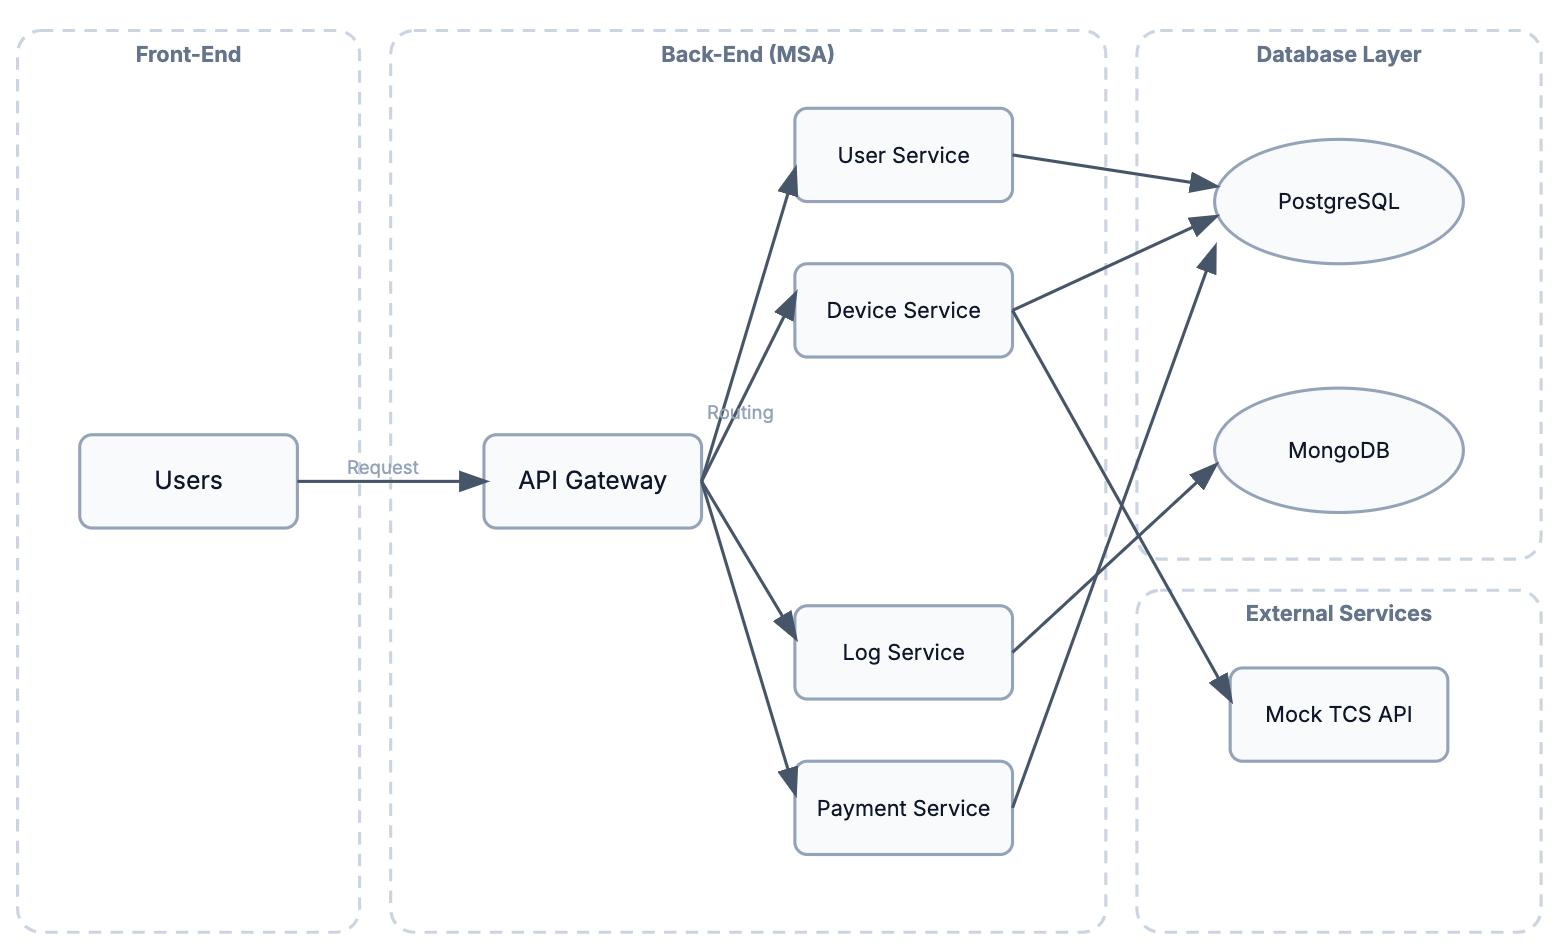 Front-End
Back-End (MSA)
Database Layer
User Service
PostgreSQL
Device Service
Routing
MongoDB
Request
Users
API Gateway
External Services
Log Service
Mock TCS API
Payment Service